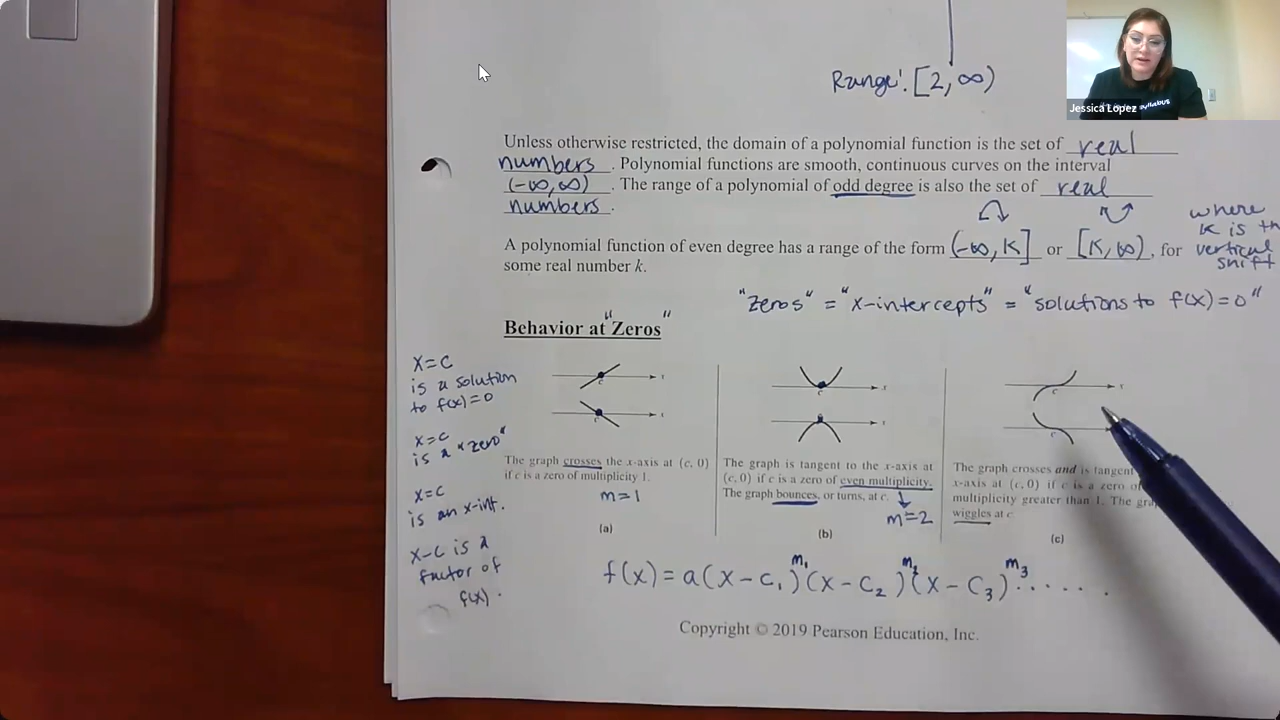 Range: [2, ∞)
Jessica Lopez
syllabus
Unless otherwise restricted, the domain of a polynomial function is the set of real
numbers. Polynomial functions are smooth, continuous curves on the interval
(-∞, ∞). The range of a polynomial of odd degree is also the set of real
numbers.
where
K is th
vertical
shift
A polynomial function of even degree has a range of the form (-∞, K] or [K, ∞), for
some real number k.
"zeros" = "x-intercepts" = "solutions to f(x)=0"
Behavior at "Zeros"
x=c
is a solution
to f(x)=0
x=c
is a "zero"
x=c
is an x-int.
x-c is a
factor of
f(x).
c x
c x
The graph crosses the x-axis at (c, 0)
if c is a zero of multiplicity 1.
m=1
(a)
c x
c x
The graph is tangent to the x-axis at
(c, 0) if c is a zero of even multiplicity.
The graph bounces, or turns, at c.
m=2
(b)
c x
c
The graph crosses and is tangent
x-axis at (c, 0) if c is a zero of
multiplicity greater than 1. The
wiggles at c.
(c)
f(x) = a(x-c₁)^m₁ (x-c₂)^m₂ (x-c₃)^m₃ . . . . .
Copyright © 2019 Pearson Education, Inc.